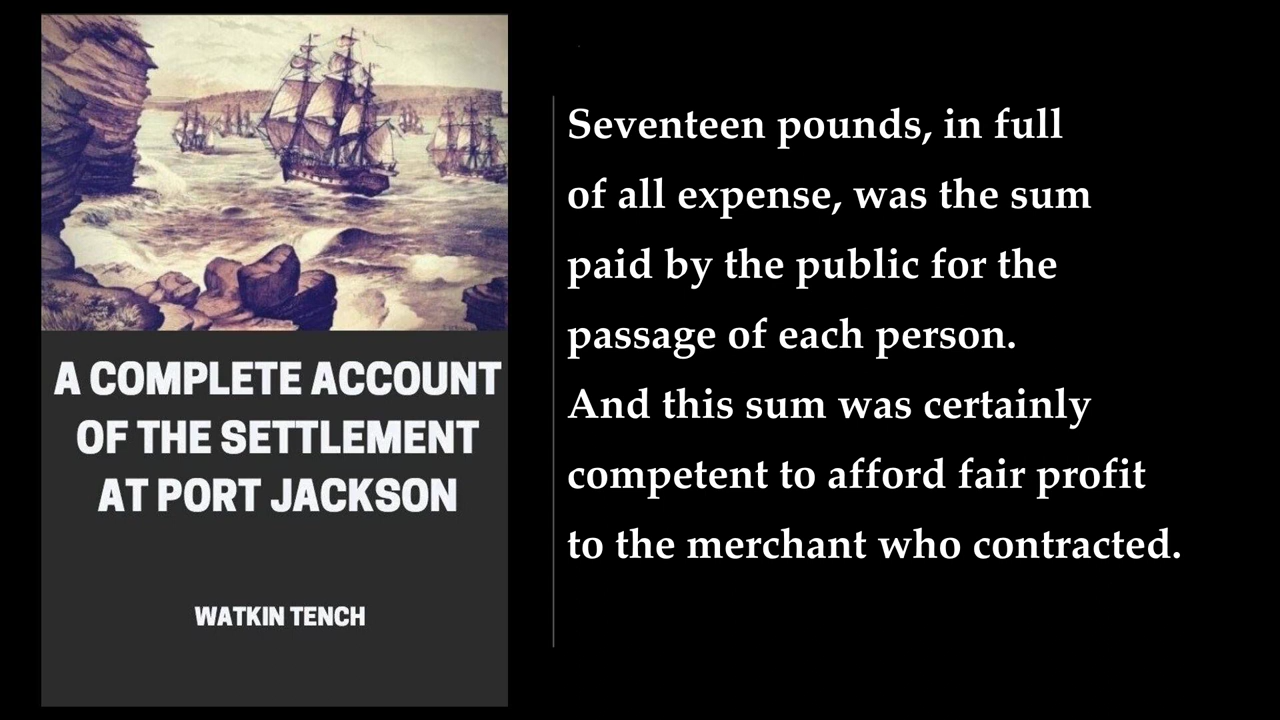 A COMPLETE ACCOUNT
OF THE SETTLEMENT
AT PORT JACKSON
WATKIN TENCH
Seventeen pounds, in full
of all expense, was the sum
paid by the public for the
passage of each person.
And this sum was certainly
competent to afford fair profit
to the merchant who contracted.